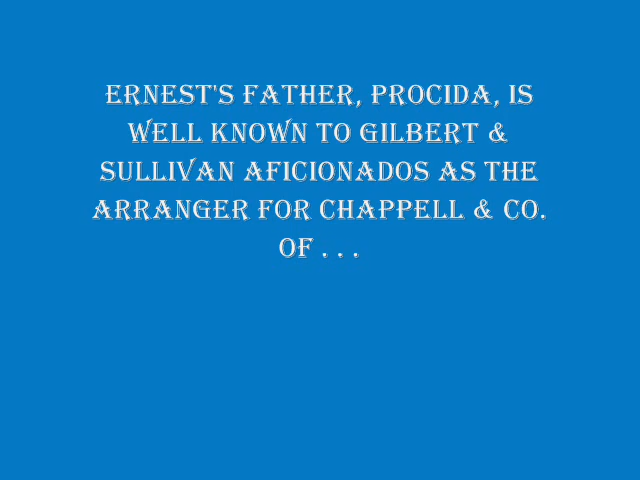 ERNEST'S FATHER, PROCIDA, IS
WELL KNOWN TO GILBERT &
SULLIVAN AFICIONADOS AS THE
ARRANGER FOR CHAPPELL & CO.
OF . . .